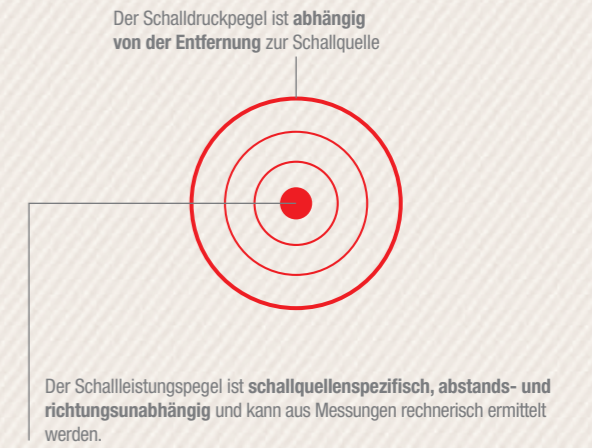 Der Schalldruckpegel ist abhängig
von der Entfernung zur Schallquelle
Der Schallleistungspegel ist schallquellenspezifisch, abstands- und
richtungsunabhängig und kann aus Messungen rechnerisch ermittelt
werden.